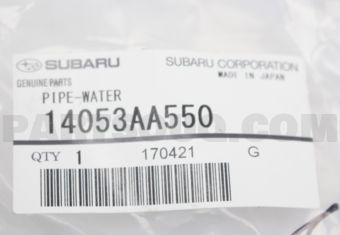 SUBARU SUBARU CORPORATION
GENUINE PARTS MADE IN JAPAN
PIPE-WATER
14053AA550
QTY 1 170421 G